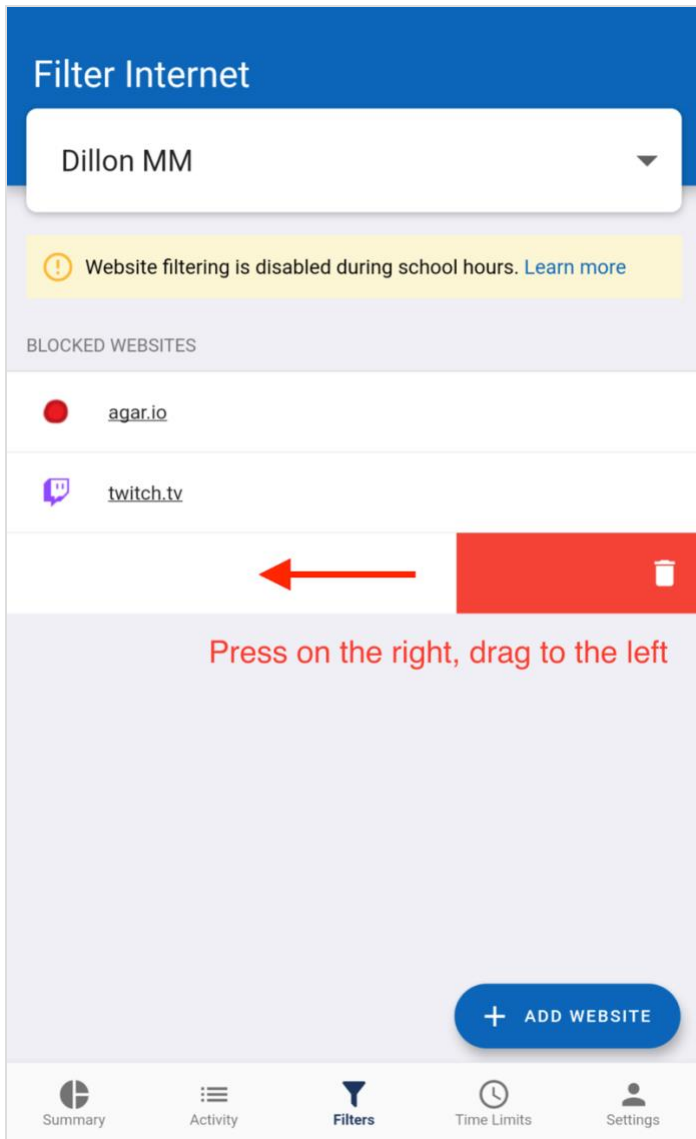 Filter Internet
Dillon MM
Website filtering is disabled during school hours. Learn more
BLOCKED WEBSITES
agar.io
twitch.tv
Press on the right, drag to the left
+ ADD WEBSITE
Summary
Activity
Filters
Time Limits
Settings